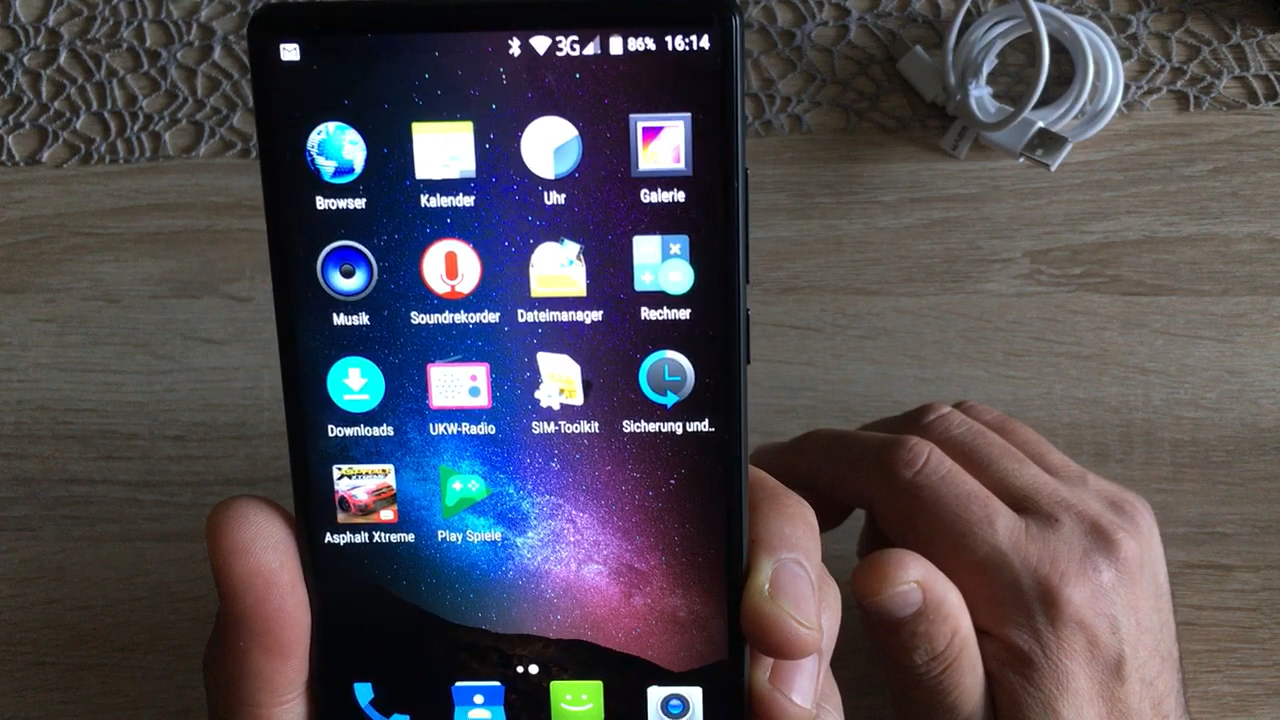 3G 86% 16:14
Browser Kalender Uhr Galerie
Musik Soundrekorder Dateimanager Rechner
Downloads UKW-Radio SIM-Toolkit Sicherung und..
Asphalt Xtreme Play Spiele